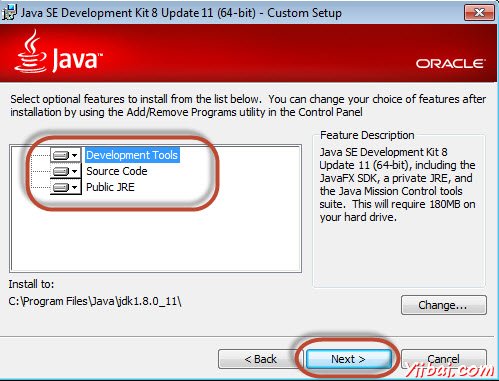 Java SE Development Kit 8 Update 11 (64-bit) - Custom Setup
Java™
ORACLE
Select optional features to install from the list below. You can change your choice of features after
installation by using the Add/Remove Programs utility in the Control Panel
Development Tools
Source Code
Public JRE
Feature Description
Java SE Development Kit 8
Update 11 (64-bit), including the
JavaFX SDK, a private JRE, and
the Java Mission Control tools
suite. This will require 180MB on
your hard drive.
Install to:
C:\Program Files\Java\jdk1.8.0_11\
Change...
< Back
Next >
Cancel
Yiibai.com